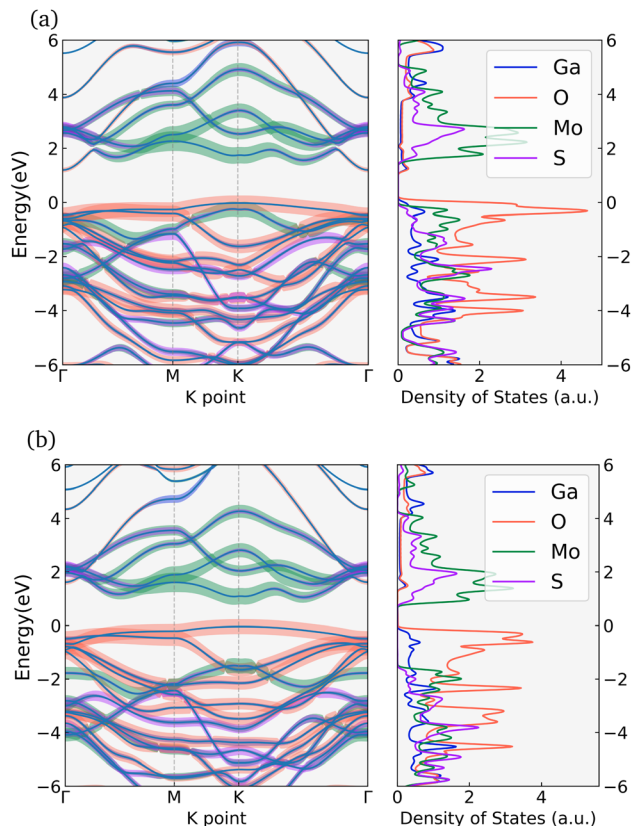 (a)
6
4
2
0
−2
−4
−6
Energy(eV)
Γ M K Γ
K point
Ga
O
Mo
S
6
4
2
0
−2
−4
−6
0 2 4
Density of States (a.u.)
(b)
6
4
2
0
−2
−4
−6
Energy(eV)
Γ M K Γ
K point
Ga
O
Mo
S
6
4
2
0
−2
−4
−6
0 2 4
Density of States (a.u.)